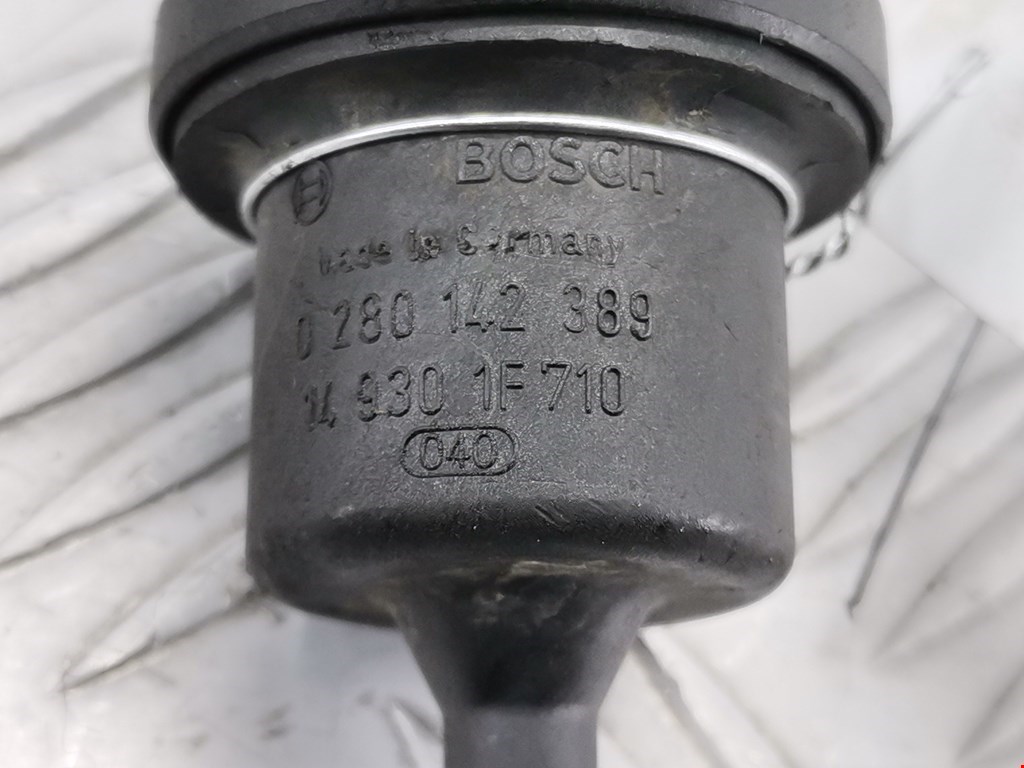 BOSCH
Made in Germany
0 280 142 389
14 930 1F 710
040